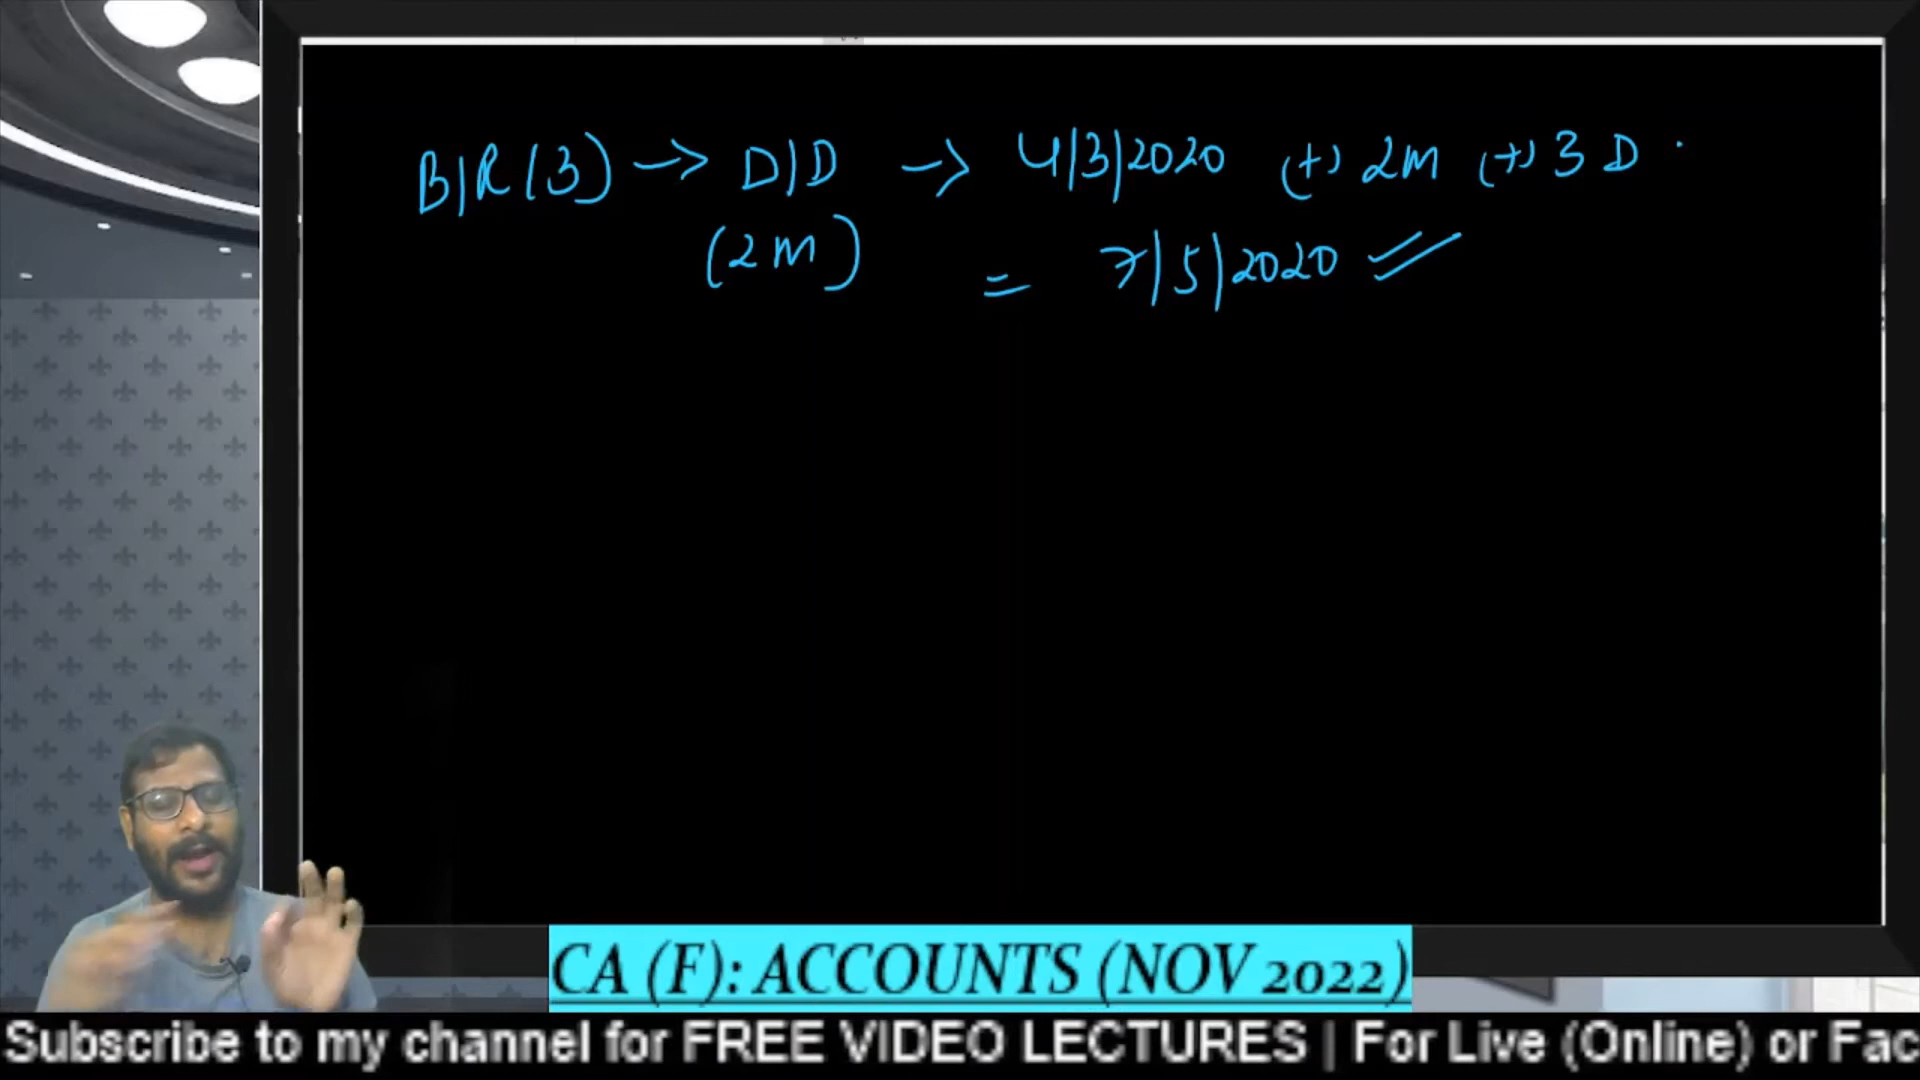 B/R (3) → D/D → 4/3/2020 (+) 2m (+) 3 D
(2m) = 7/5/2020
CA (F): ACCOUNTS (NOV 2022)
Subscribe to my channel for FREE VIDEO LECTURES | For Live (Online) or Fac